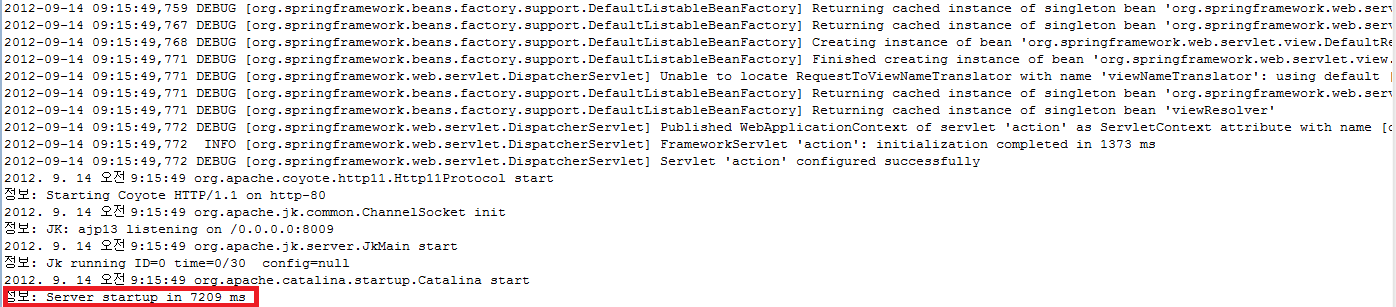 2012-09-14 09:15:49,759 DEBUG [org.springframework.beans.factory.support.DefaultListableBeanFactory] Returning cached instance of singleton bean 'org.springframework.web.serv
2012-09-14 09:15:49,767 DEBUG [org.springframework.beans.factory.support.DefaultListableBeanFactory] Returning cached instance of singleton bean 'org.springframework.web.serv
2012-09-14 09:15:49,768 DEBUG [org.springframework.beans.factory.support.DefaultListableBeanFactory] Creating instance of bean 'org.springframework.web.servlet.view.DefaultRe
2012-09-14 09:15:49,771 DEBUG [org.springframework.beans.factory.support.DefaultListableBeanFactory] Finished creating instance of bean 'org.springframework.web.servlet.view.
2012-09-14 09:15:49,771 DEBUG [org.springframework.web.servlet.DispatcherServlet] Unable to locate RequestToViewNameTranslator with name 'viewNameTranslator': using default [
2012-09-14 09:15:49,771 DEBUG [org.springframework.beans.factory.support.DefaultListableBeanFactory] Returning cached instance of singleton bean 'org.springframework.web.serv
2012-09-14 09:15:49,771 DEBUG [org.springframework.beans.factory.support.DefaultListableBeanFactory] Returning cached instance of singleton bean 'viewResolver'
2012-09-14 09:15:49,772 DEBUG [org.springframework.web.servlet.DispatcherServlet] Published WebApplicationContext of servlet 'action' as ServletContext attribute with name [o
2012-09-14 09:15:49,772  INFO [org.springframework.web.servlet.DispatcherServlet] FrameworkServlet 'action': initialization completed in 1373 ms
2012-09-14 09:15:49,772 DEBUG [org.springframework.web.servlet.DispatcherServlet] Servlet 'action' configured successfully
2012. 9. 14 오전 9:15:49 org.apache.coyote.http11.Http11Protocol start
정보: Starting Coyote HTTP/1.1 on http-80
2012. 9. 14 오전 9:15:49 org.apache.jk.common.ChannelSocket init
정보: JK: ajp13 listening on /0.0.0.0:8009
2012. 9. 14 오전 9:15:49 org.apache.jk.server.JkMain start
정보: Jk running ID=0 time=0/30  config=null
2012. 9. 14 오전 9:15:49 org.apache.catalina.startup.Catalina start
정보: Server startup in 7209 ms